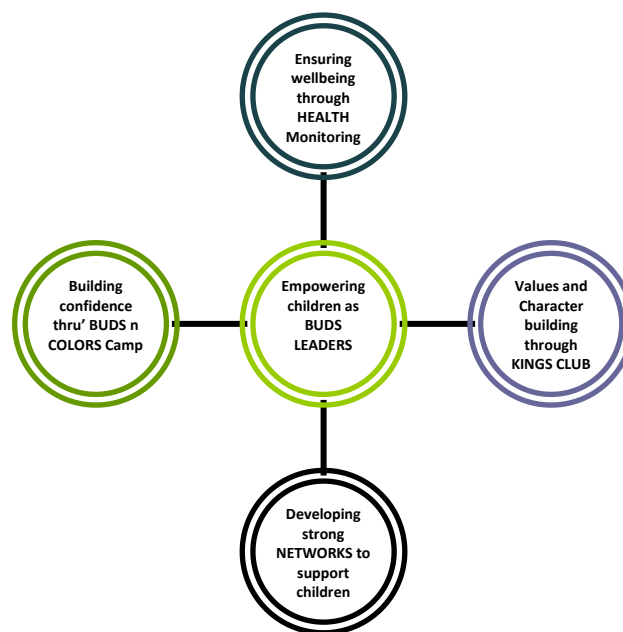 Ensuring
wellbeing
through
HEALTH
Monitoring
Building
confidence
thru’ BUDS n
COLORS Camp
Empowering
children as
BUDS
LEADERS
Values and
Character
building
through
KINGS CLUB
Developing
strong
NETWORKS to
support
children